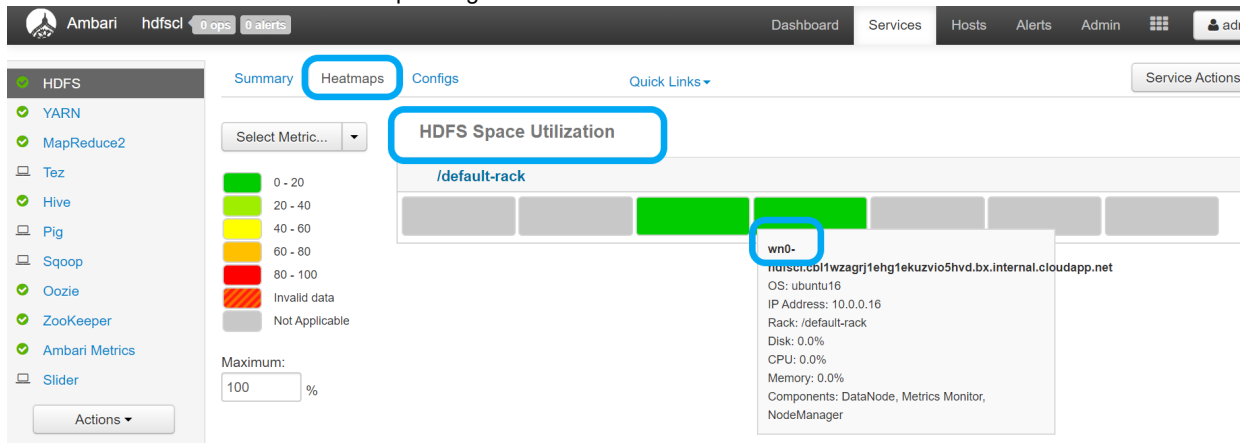 Ambari hdfscl 0 ops 0 alerts Dashboard Services Hosts Alerts Admin
HDFS
YARN
MapReduce2
Tez
Hive
Pig
Sqoop
Oozie
ZooKeeper
Ambari Metrics
Slider
Actions
Summary Heatmaps Configs Quick Links Service Actions
Select Metric... HDFS Space Utilization
/default-rack
0 - 20
20 - 40
40 - 60
60 - 80
80 - 100
Invalid data
Not Applicable
Maximum:
100 %
wn0-
hdfscl.cbl1wzagrj1ehg1ekuzvio5hvd.bx.internal.cloudapp.net
OS: ubuntu16
IP Address: 10.0.0.16
Rack: /default-rack
Disk: 0.0%
CPU: 0.0%
Memory: 0.0%
Components: DataNode, Metrics Monitor,
NodeManager